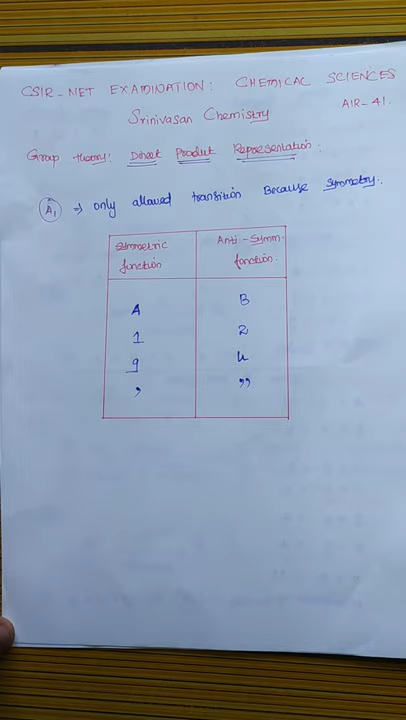 CSIR-NET EXAMINATION: CHEMICAL SCIENCES
Srinivasan Chemistry AIR-41.
Group theory: Direct Product Representation:
A1 ⇒ only allowed transition Because symmetry.
Symmetric function Anti-Symm. function.
A B
1 2
g u
' ''